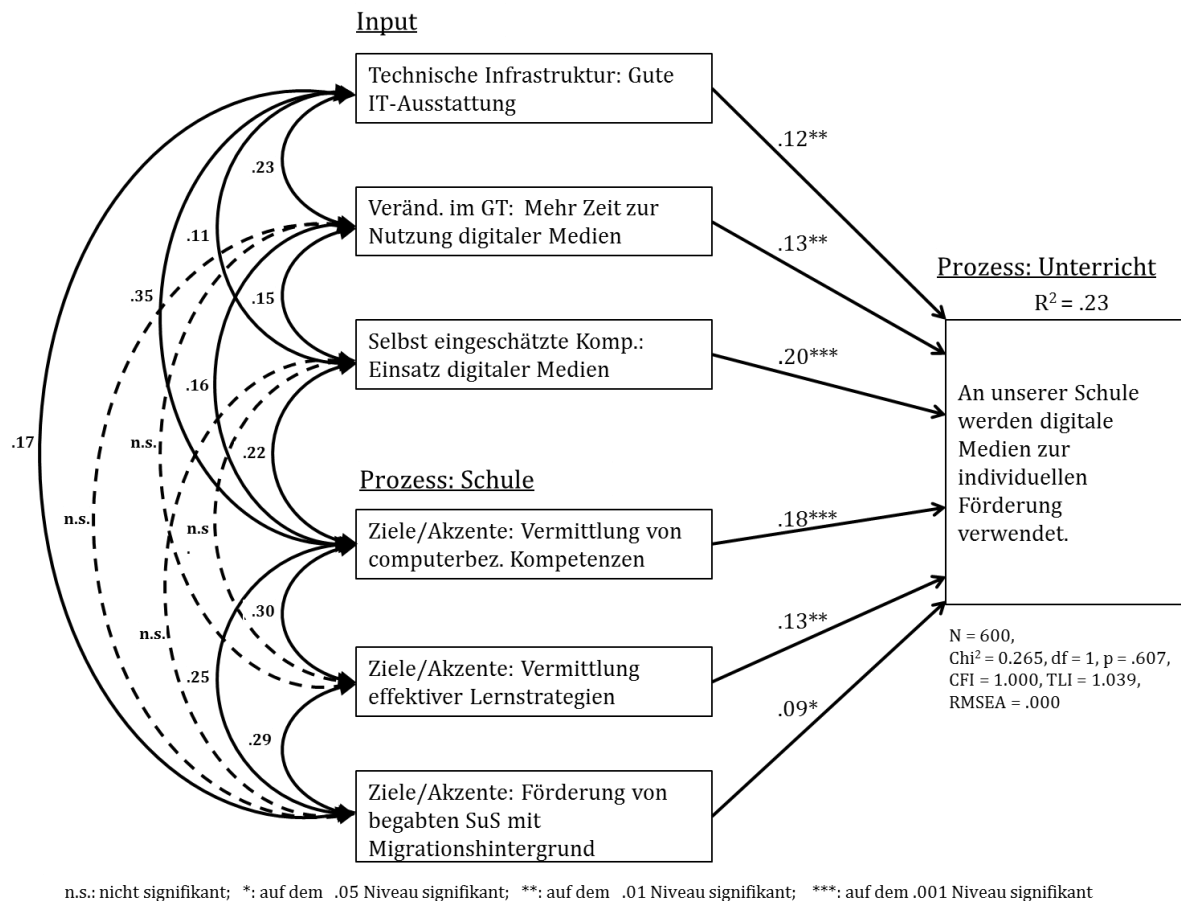 Input
Technische Infrastruktur: Gute
IT-Ausstattung
.12**
.23
Veränd. im GT:  Mehr Zeit zur
Nutzung digitaler Medien
.11
.13**
Prozess: Unterricht
R² = .23
.35
.15
Selbst eingeschätzte Komp.:
Einsatz digitaler Medien
.20***
.16
An unserer Schule
werden digitale
Medien zur
individuellen
Förderung
verwendet.
.17
n.s.
.22
Prozess: Schule
n.s.
n.s
.
Ziele/Akzente: Vermittlung von
computerbez. Kompetenzen
.18***
.30
n.s.
.25
Ziele/Akzente: Vermittlung
effektiver Lernstrategien
.13**
.09*
N = 600,
Chi² = 0.265, df = 1, p = .607,
CFI = 1.000, TLI = 1.039,
RMSEA = .000
.29
Ziele/Akzente: Förderung von
begabten SuS mit
Migrationshintergrund
n.s.: nicht signifikant;   *: auf dem  .05 Niveau signifikant;   **: auf dem  .01 Niveau signifikant;   ***: auf dem .001 Niveau signifikant